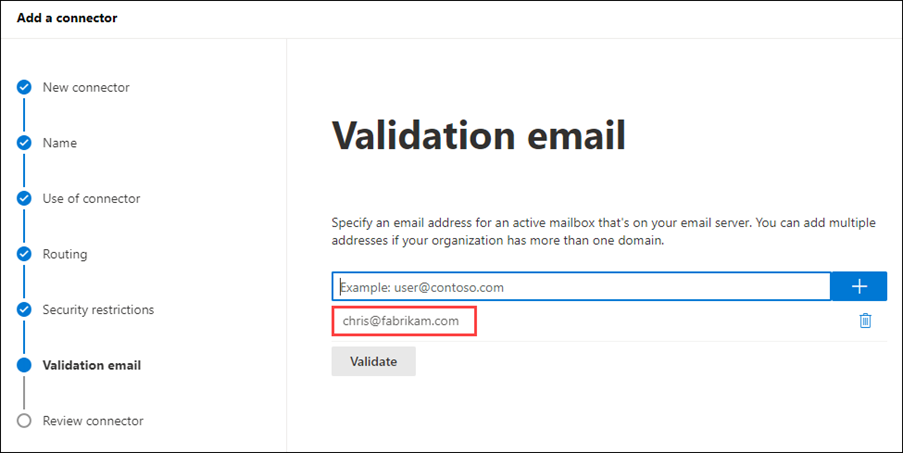 Add a connector
New connector
Name
Use of connector
Routing
Security restrictions
Validation email
Review connector
Validation email
Specify an email address for an active mailbox that's on your email server. You can add multiple
addresses if your organization has more than one domain.
Example: user@contoso.com
chris@fabrikam.com
Validate